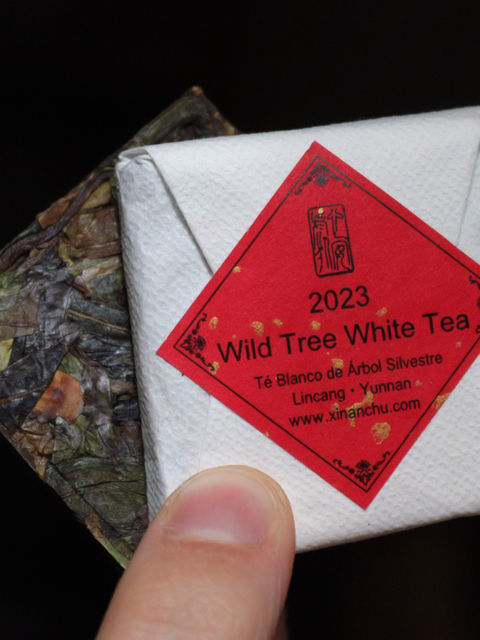 2023
Wild Tree White Tea
Té Blanco de Árbol Silvestre
Lincang · Yunnan
www.xinanchu.com